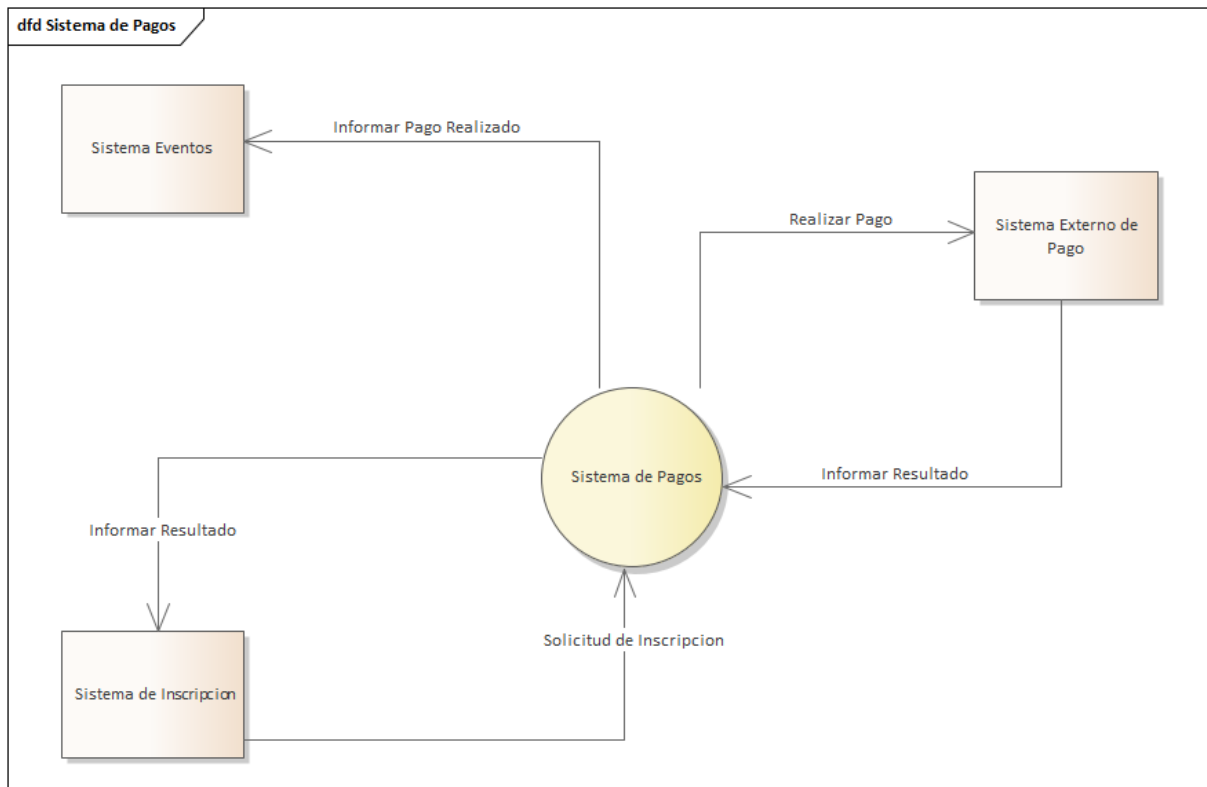 dfd Sistema de Pagos
Informar Pago Realizado
Sistema Eventos
Realizar Pago
Sistema Externo de
Pago
Sistema de Pagos
Informar Resultado
Informar Resultado
Solicitud de Inscripcion
Sistema de Inscripcion